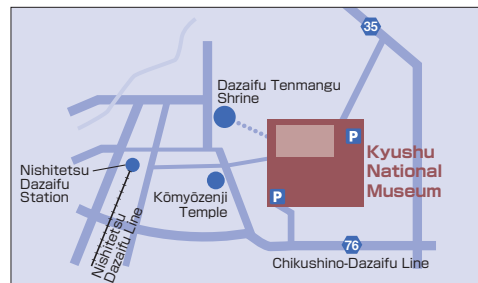 35
Dazaifu Tenmangu
Shrine
P
Kyushu
National
Museum
Nishitetsu
Dazaifu
Station
Kōmyōzenji
Temple
P
Nishitetsu
Dazaifu Line
76
Chikushino-Dazaifu Line